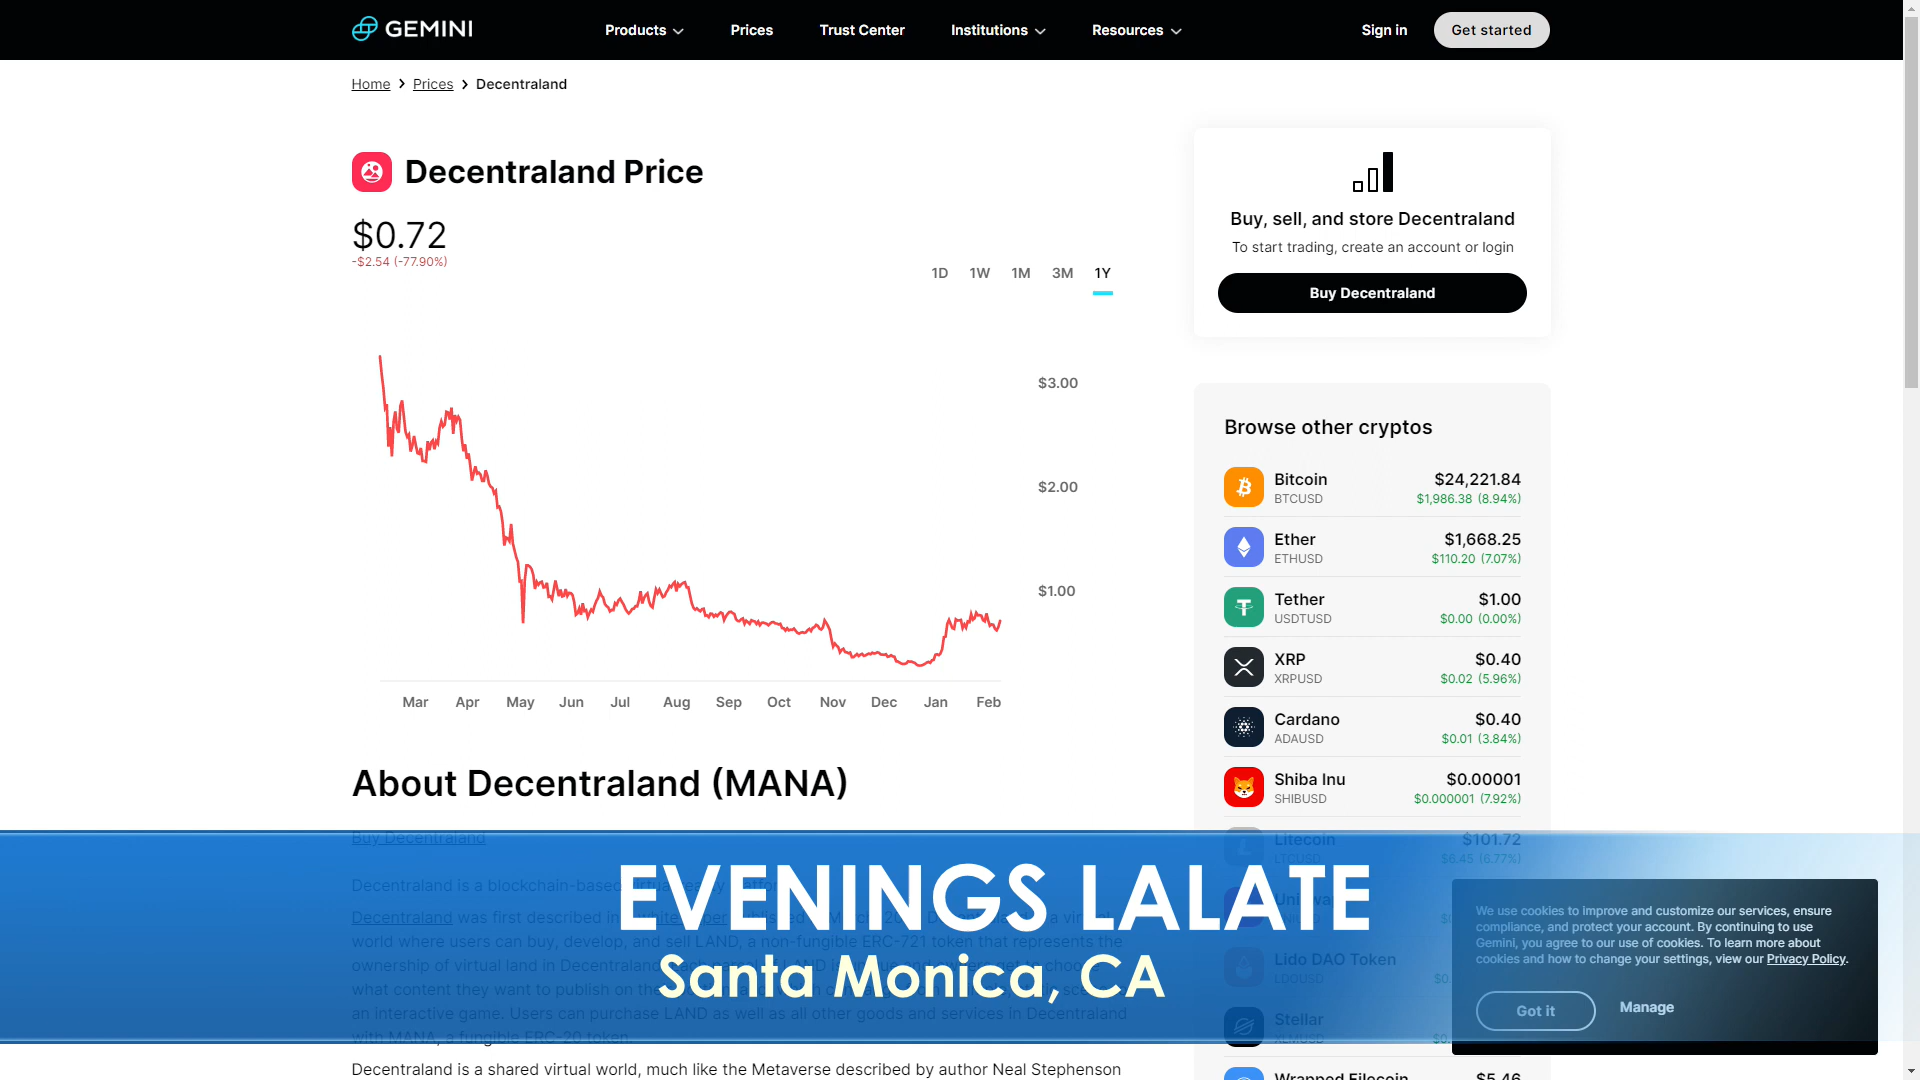 GEMINI
Products
Prices
Trust Center
Institutions
Resources
Sign in
Get started
Home > Prices > Decentraland
Decentraland Price
$0.72
-$2.54 (-77.90%)
1D 1W 1M 3M 1Y
$3.00
$2.00
$1.00
Mar Apr May Jun Jul Aug Sep Oct Nov Dec Jan Feb
Buy, sell, and store Decentraland
To start trading, create an account or login
Buy Decentraland
Browse other cryptos
Bitcoin $24,221.84
BTCUSD $1,986.38 (8.94%)
Ether $1,668.25
ETHUSD $110.20 (7.07%)
Tether $1.00
USDTUSD $0.00 (0.00%)
XRP $0.40
XRPUSD $0.02 (5.96%)
Cardano $0.40
ADAUSD $0.01 (3.84%)
Shiba Inu $0.00001
SHIBUSD $0.000001 (7.92%)
Litecoin $101.72
LTCUSD $6.45 (6.77%)
Lido DAO Token
LDOUSD
Stellar
XLMUSD
Wrapped Filecoin $5.46
About Decentraland (MANA)
Buy Decentraland
Decentraland is a blockchain-based virtual
Decentraland was first described in
world where users can buy, develop, and sell LAND, a non-fungible ERC-721 token that represents the
ownership of virtual land in Decentraland.
what content they want to publish on
an interactive game. Users can purchase LAND as well as all other goods and services in Decentraland
with MANA, a fungible ERC-20 token.
Decentraland is a shared virtual world, much like the Metaverse described by author Neal Stephenson
EVENINGS LALATE
Santa Monica, CA
We use cookies to improve and customize our services, ensure
compliance, and protect your account. By continuing to use
Gemini, you agree to our use of cookies. To learn more about
cookies and how to change your settings, view our Privacy Policy.
Got it
Manage